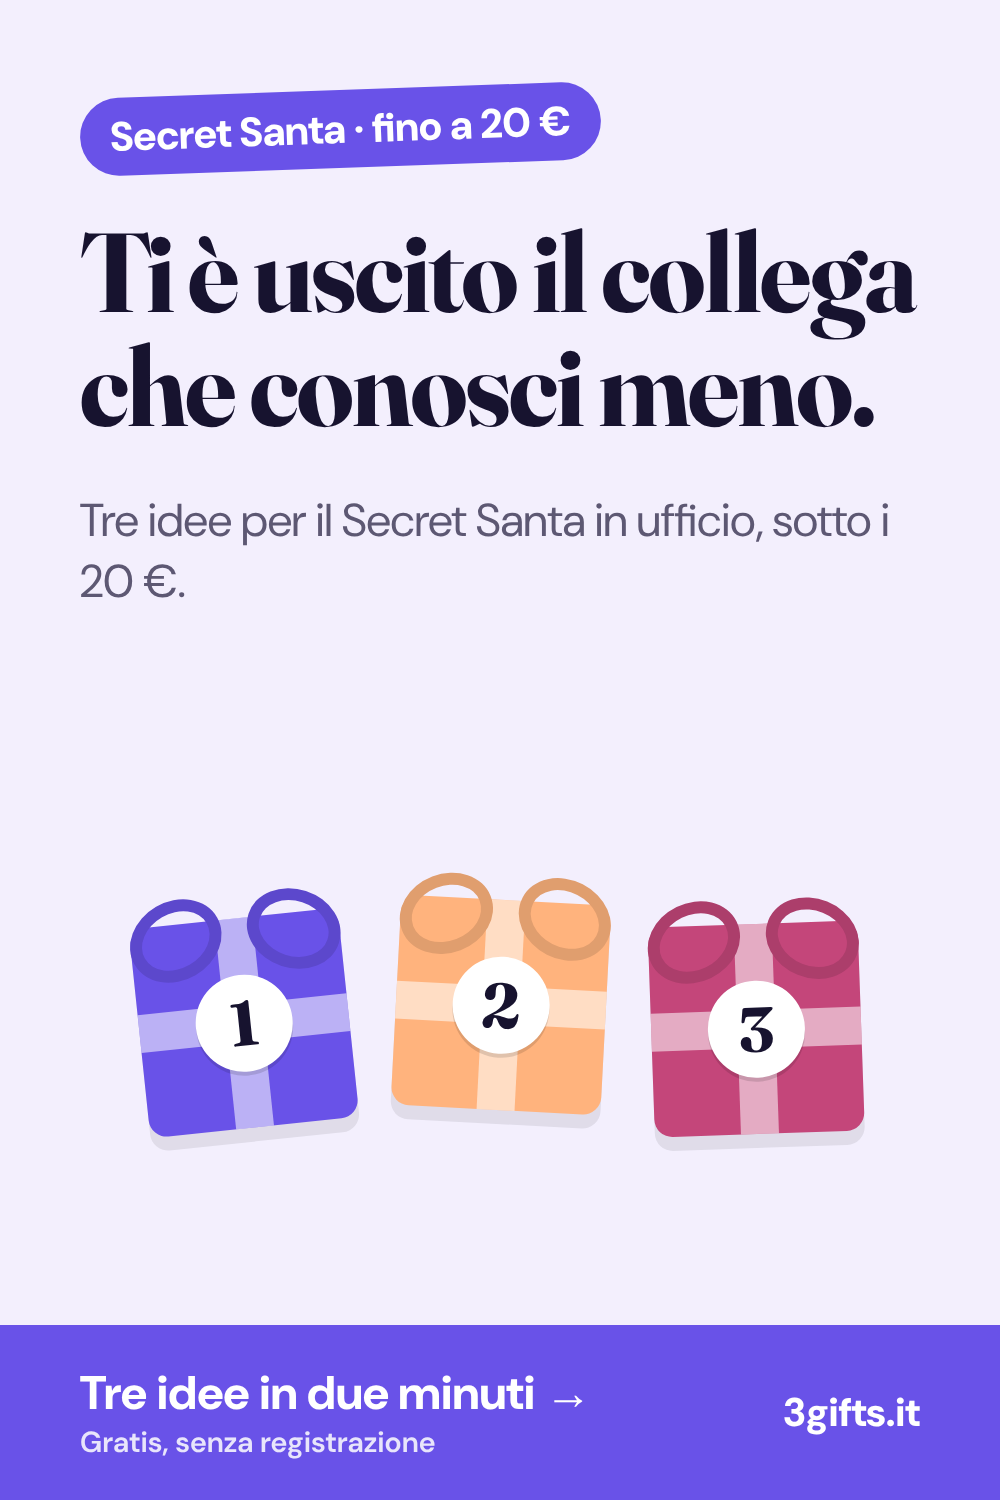 Secret Santa · fino a 20 €
Ti è uscito il collega
che conosci meno.
Tre idee per il Secret Santa in ufficio, sotto i
20 €.
1
2
3
Tre idee in due minuti →
Gratis, senza registrazione
3gifts.it